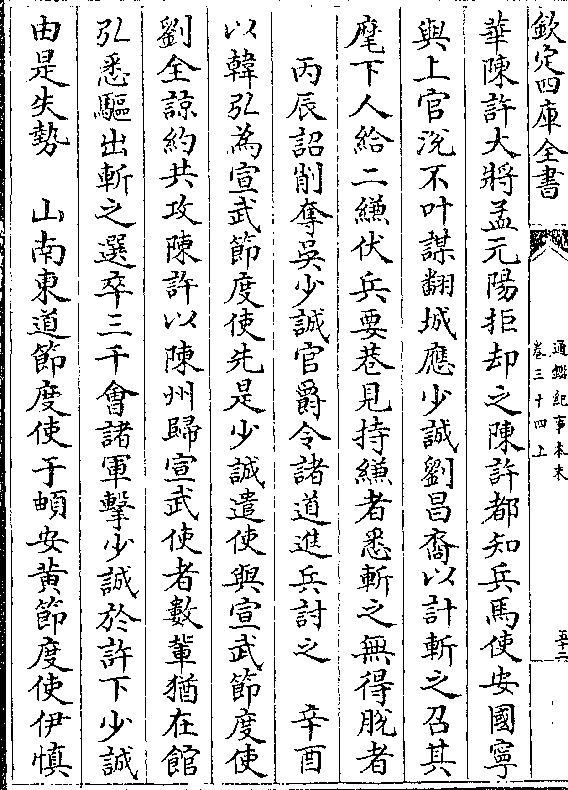 欽定四庫全書
通鑑紀事本末
卷三十四上
華陳許大將孟元陽拒却之陳許都知兵馬使安國寧
與上官涚不叶謀翻城應少誠劉昌裔以計斬之召其
麾下人給二縑伏兵要巷見持縑者悉斬之無得脫者
丙辰詔削奪吳少誠官爵令諸道進兵討之　辛酉
以韓弘為宣武節度使先是少誠遣使與宣武節度使
劉全諒約共攻陳許以陳州歸宣武使者數輩猶在館
弘悉驅出斬之選卒三千會諸軍擊少誠於許下少誠
由是失勢　山南東道節度使于頔安黃節度使伊慎